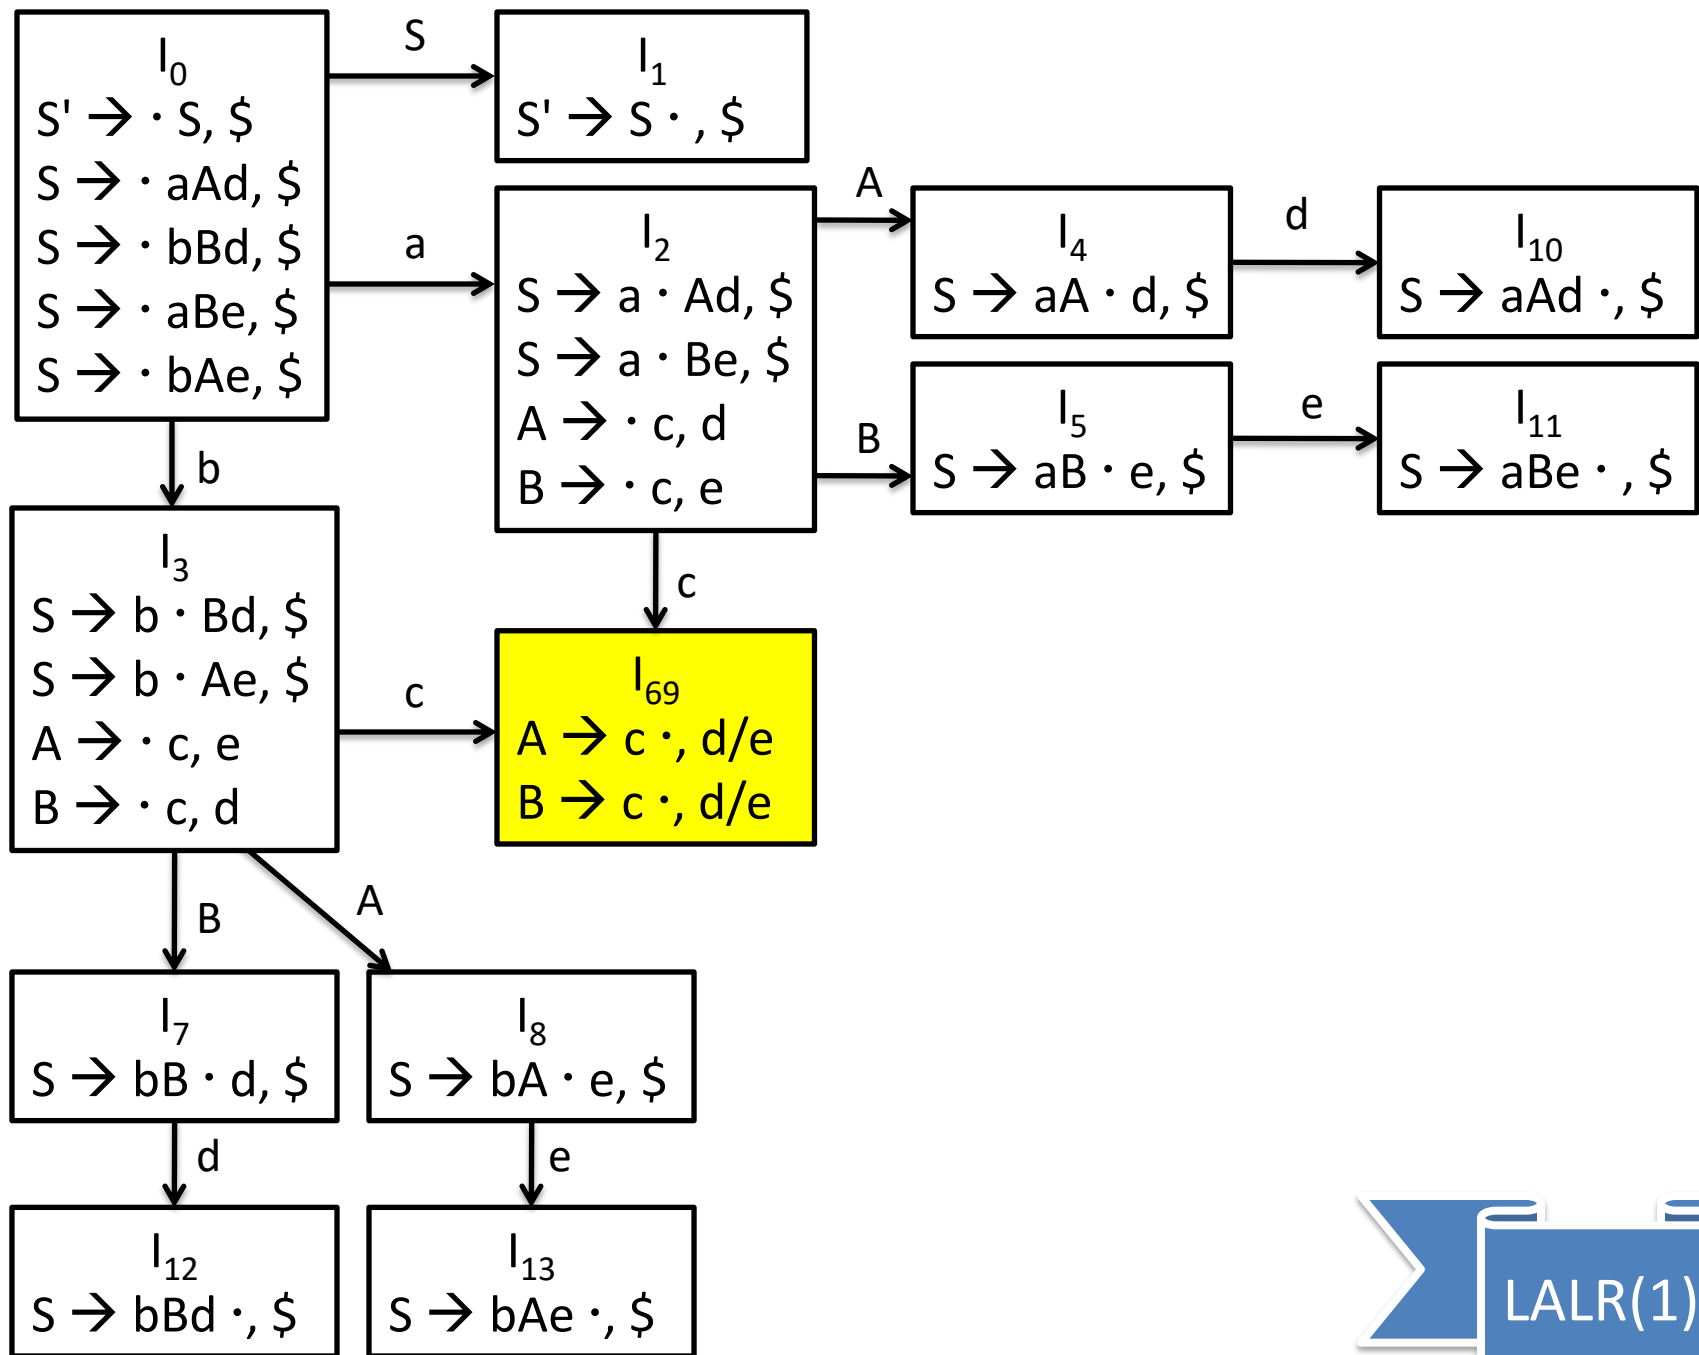 I0
S' → · S, $
S → · aAd, $
S → · bBd, $
S → · aBe, $
S → · bAe, $
S
I1
S' → S · , $
a
I2
S → a · Ad, $
S → a · Be, $
A → · c, d
B → · c, e
A
I4
S → aA · d, $
d
I10
S → aAd ·, $
B
I5
S → aB · e, $
e
I11
S → aBe · , $
b
I3
S → b · Bd, $
S → b · Ae, $
A → · c, e
B → · c, d
c
c
I69
A → c ·, d/e
B → c ·, d/e
B
A
I7
S → bB · d, $
I8
S → bA · e, $
d
e
I12
S → bBd ·, $
I13
S → bAe ·, $
LALR(1)